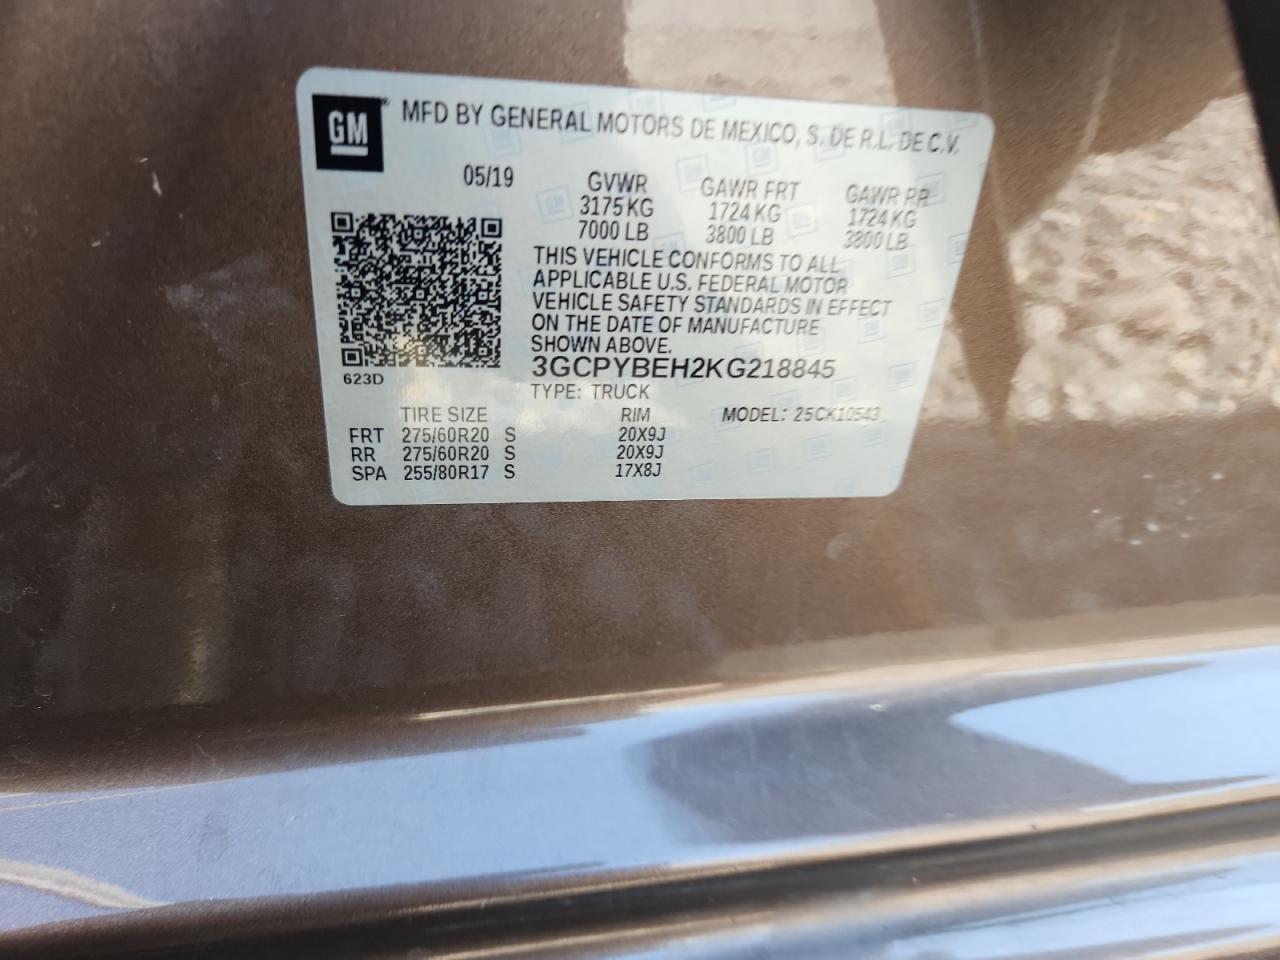 GM
MFD BY GENERAL MOTORS DE MEXICO, S. DE R.L. DE C.V.
05/19 GVWR GAWR FRT GAWR RR
3175 KG 1724 KG 1724 KG
7000 LB 3800 LB 3800 LB
THIS VEHICLE CONFORMS TO ALL
APPLICABLE U.S. FEDERAL MOTOR
VEHICLE SAFETY STANDARDS IN EFFECT
ON THE DATE OF MANUFACTURE
SHOWN ABOVE.
3GCPYBEH2KG218845
623D
TYPE: TRUCK
TIRE SIZE RIM MODEL: 25CK10543
FRT 275/60R20 S 20X9J
RR 275/60R20 S 20X9J
SPA 255/80R17 S 17X8J